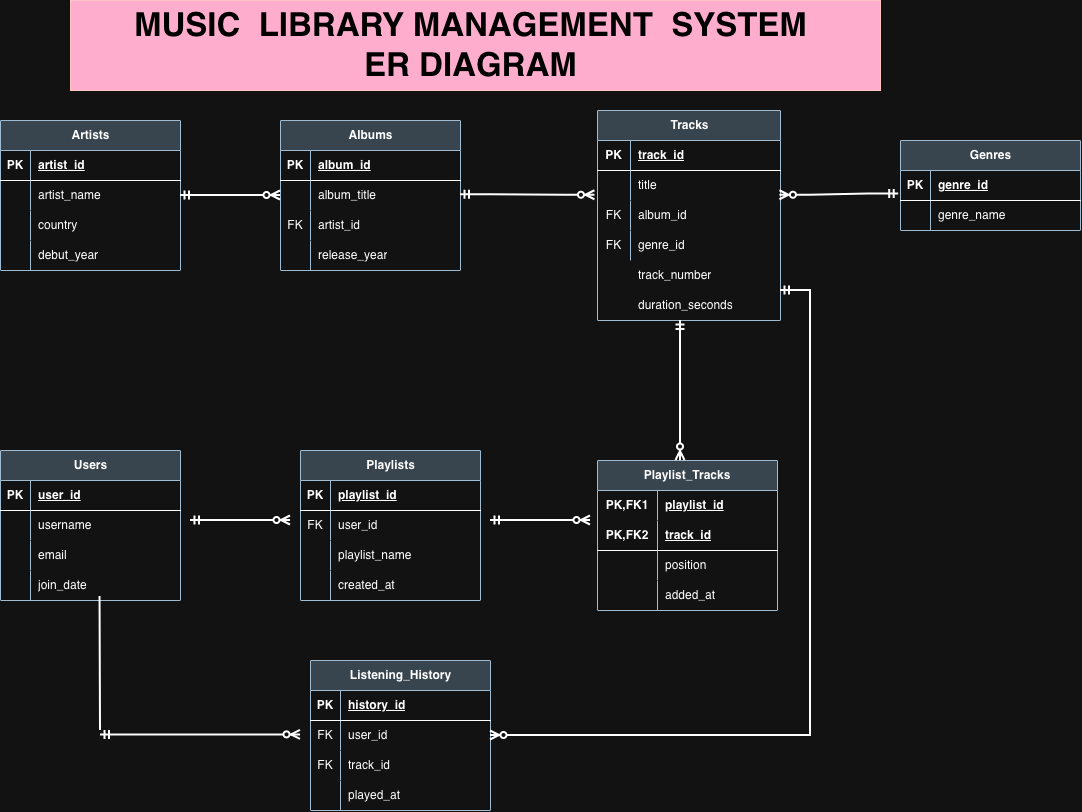 MUSIC LIBRARY MANAGEMENT SYSTEM
ER DIAGRAM
Artists
PK artist_id
artist_name
country
debut_year
Albums
PK album_id
album_title
FK artist_id
release_year
Tracks
PK track_id
title
FK album_id
FK genre_id
track_number
duration_seconds
Genres
PK genre_id
genre_name
Users
PK user_id
username
email
join_date
Playlists
PK playlist_id
FK user_id
playlist_name
created_at
Playlist_Tracks
PK,FK1 playlist_id
PK,FK2 track_id
position
added_at
Listening_History
PK history_id
FK user_id
FK track_id
played_at